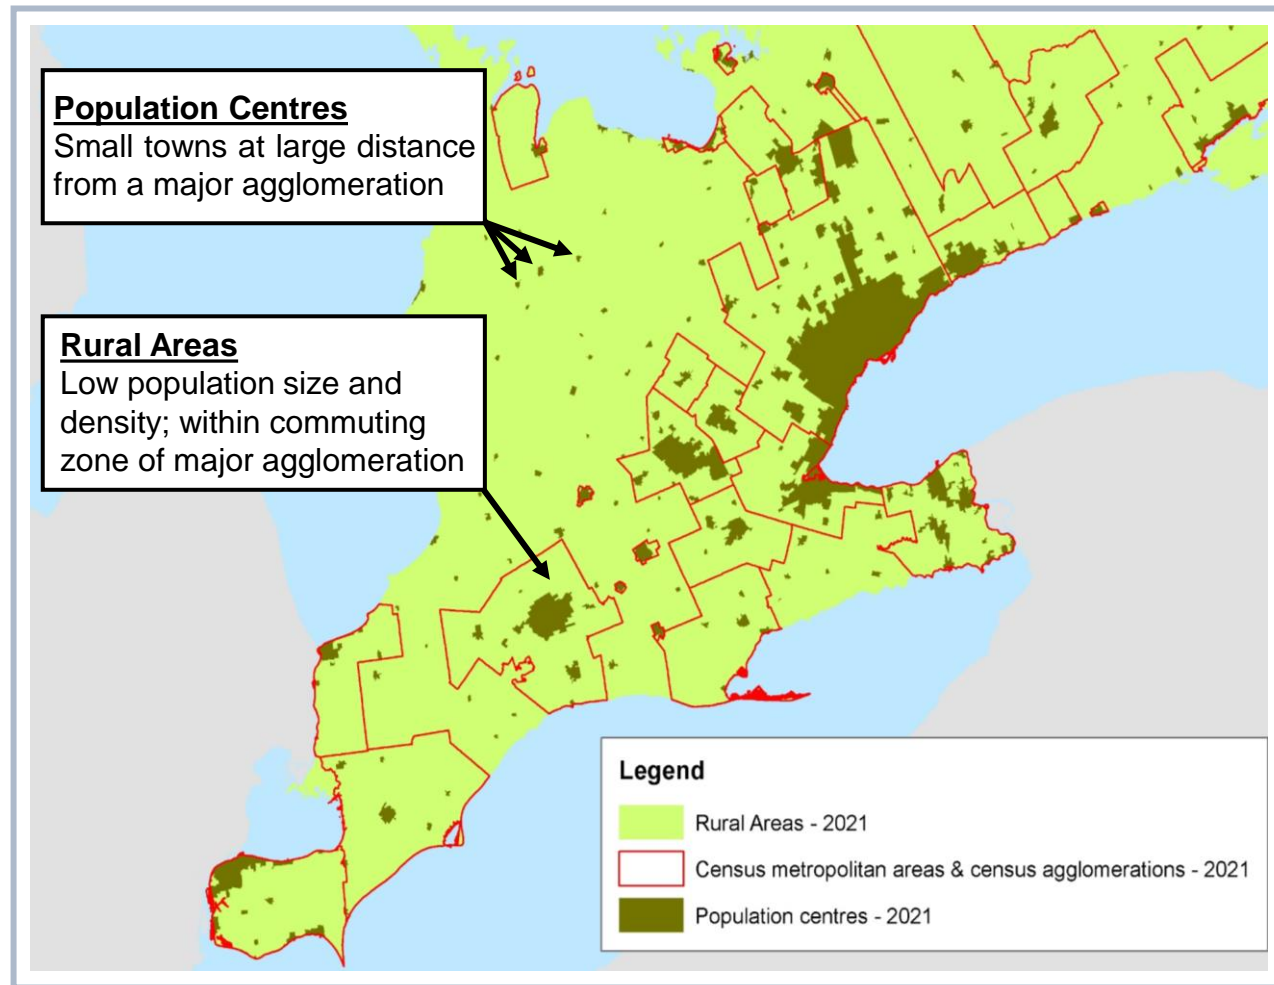 Population Centres
Small towns at large distance
from a major agglomeration
Rural Areas
Low population size and
density; within commuting
zone of major agglomeration
Legend
Rural Areas - 2021
Census metropolitan areas & census agglomerations - 2021
Population centres - 2021